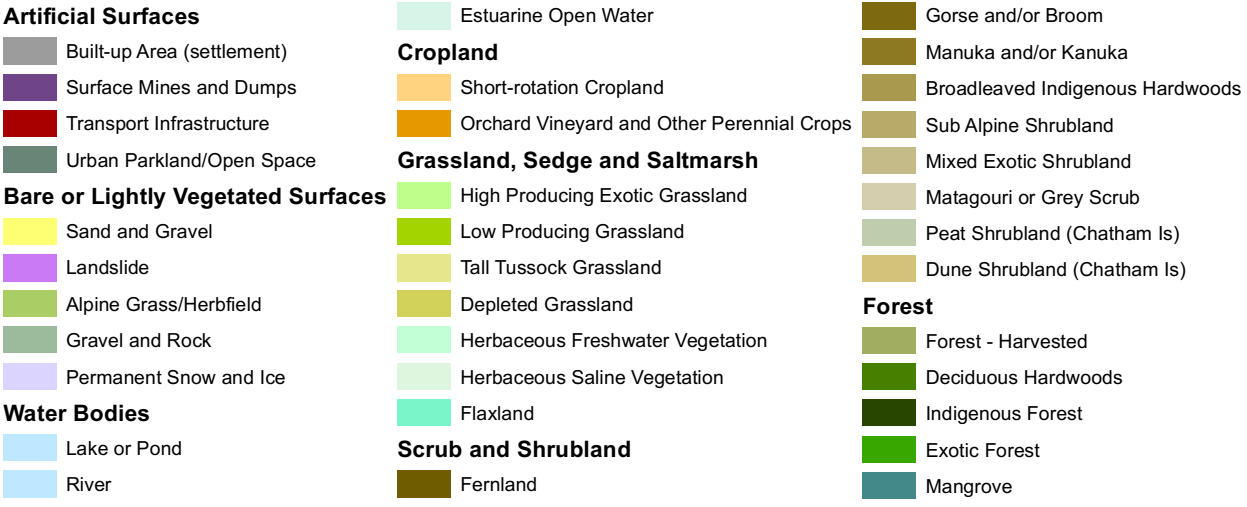 Artificial Surfaces
Built-up Area (settlement)
Surface Mines and Dumps
Transport Infrastructure
Urban Parkland/Open Space
Bare or Lightly Vegetated Surfaces
Sand and Gravel
Landslide
Alpine Grass/Herbfield
Gravel and Rock
Permanent Snow and Ice
Water Bodies
Lake or Pond
River
Estuarine Open Water
Cropland
Short-rotation Cropland
Orchard Vineyard and Other Perennial Crops
Grassland, Sedge and Saltmarsh
High Producing Exotic Grassland
Low Producing Grassland
Tall Tussock Grassland
Depleted Grassland
Herbaceous Freshwater Vegetation
Herbaceous Saline Vegetation
Flaxland
Scrub and Shrubland
Fernland
Gorse and/or Broom
Manuka and/or Kanuka
Broadleaved Indigenous Hardwoods
Sub Alpine Shrubland
Mixed Exotic Shrubland
Matagouri or Grey Scrub
Peat Shrubland (Chatham Is)
Dune Shrubland (Chatham Is)
Forest
Forest - Harvested
Deciduous Hardwoods
Indigenous Forest
Exotic Forest
Mangrove